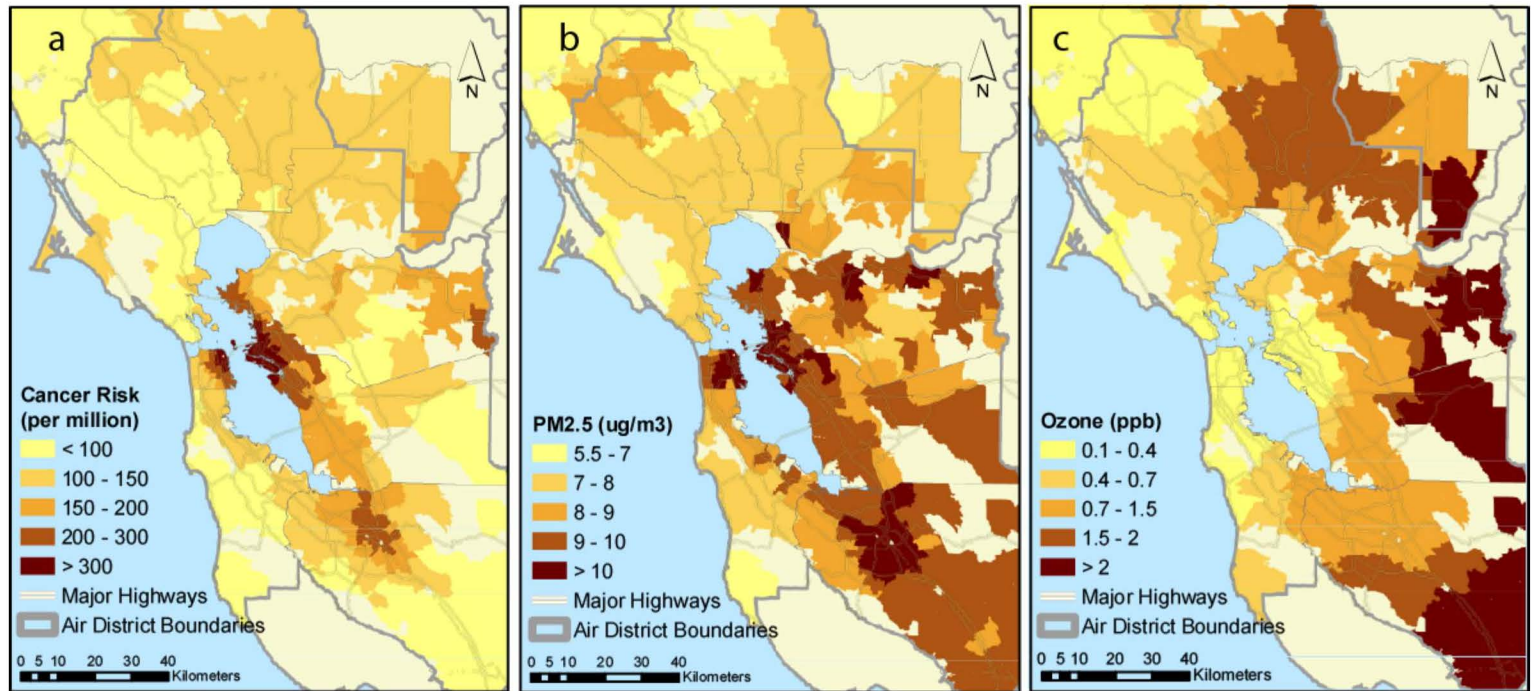 a
N
Cancer Risk
(per million)
< 100
100 - 150
150 - 200
200 - 300
> 300
Major Highways
Air District Boundaries
0 5 10 20 30 40
Kilometers
b
N
PM2.5 (ug/m3)
5.5 - 7
7 - 8
8 - 9
9 - 10
> 10
Major Highways
Air District Boundaries
0 5 10 20 30 40
Kilometers
c
N
Ozone (ppb)
0.1 - 0.4
0.4 - 0.7
0.7 - 1.5
1.5 - 2
> 2
Major Highways
Air District Boundaries
0 5 10 20 30 40
Kilometers